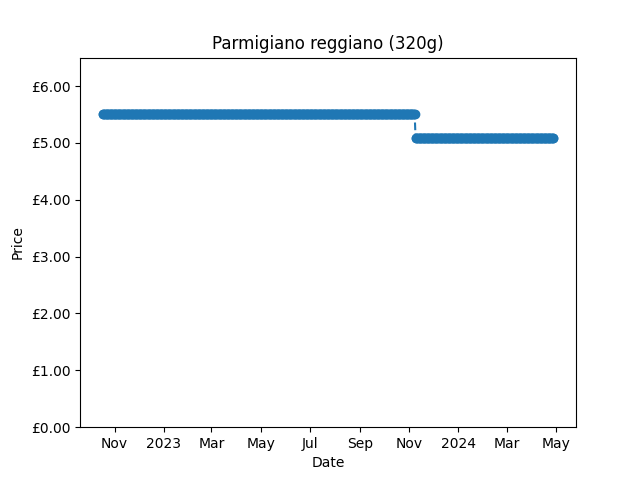 Parmigiano reggiano (320g)
£6.00
£5.00
£4.00
£3.00
£2.00
£1.00
£0.00
Price
Nov 2023 Mar May Jul Sep Nov 2024 Mar May
Date